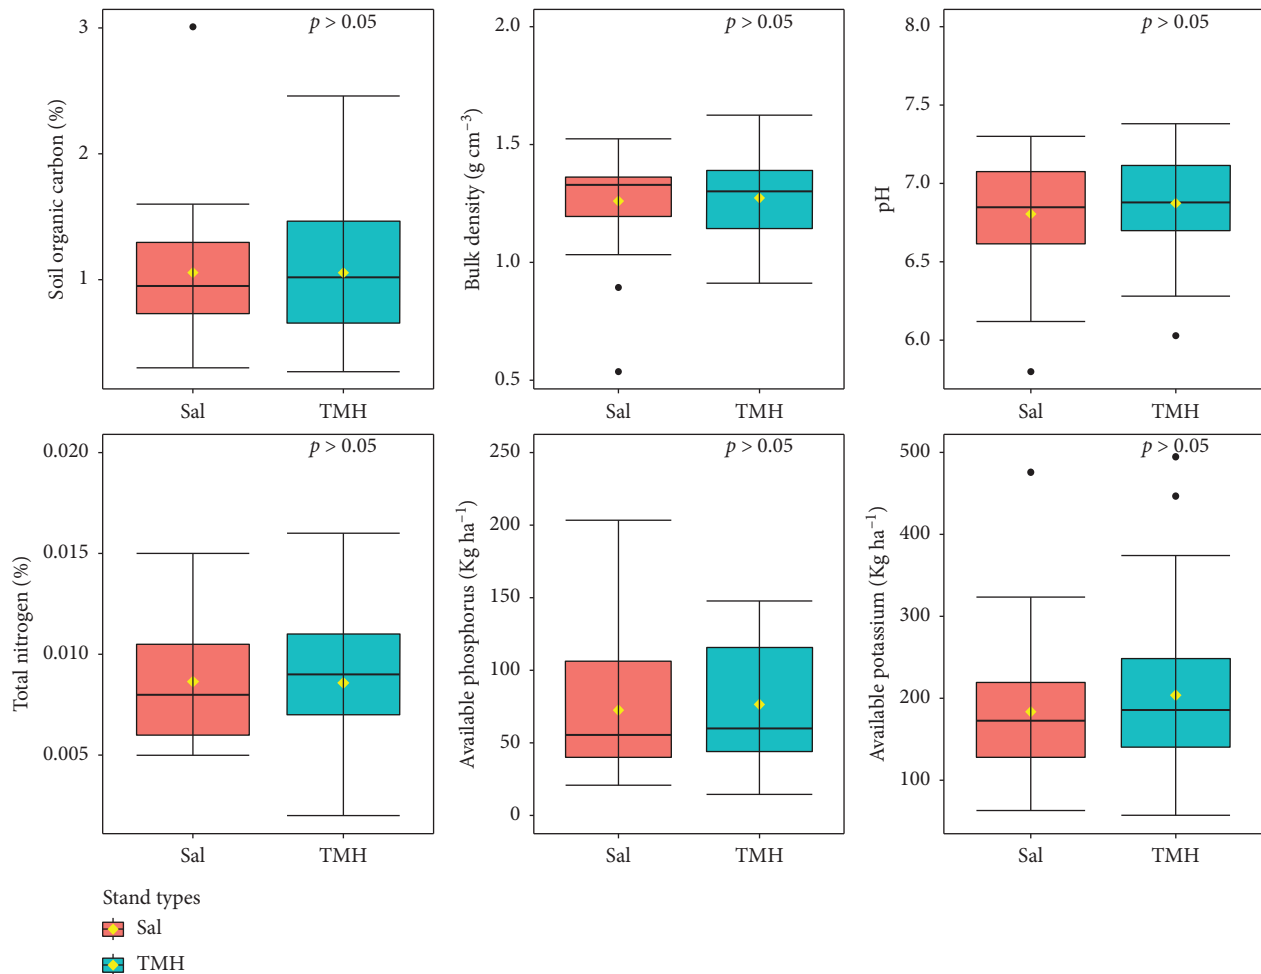 p > 0.05
Soil organic carbon (%)
3
2
1
Sal
TMH
p > 0.05
Bulk density (g cm⁻³)
2.0
1.5
1.0
0.5
Sal
TMH
p > 0.05
pH
8.0
7.5
7.0
6.5
6.0
Sal
TMH
p > 0.05
Total nitrogen (%)
0.020
0.015
0.010
0.005
Sal
TMH
p > 0.05
Available phosphorus (Kg ha⁻¹)
250
200
150
100
50
0
Sal
TMH
p > 0.05
Available potassium (Kg ha⁻¹)
500
400
300
200
100
Sal
TMH
Stand types
Sal
TMH